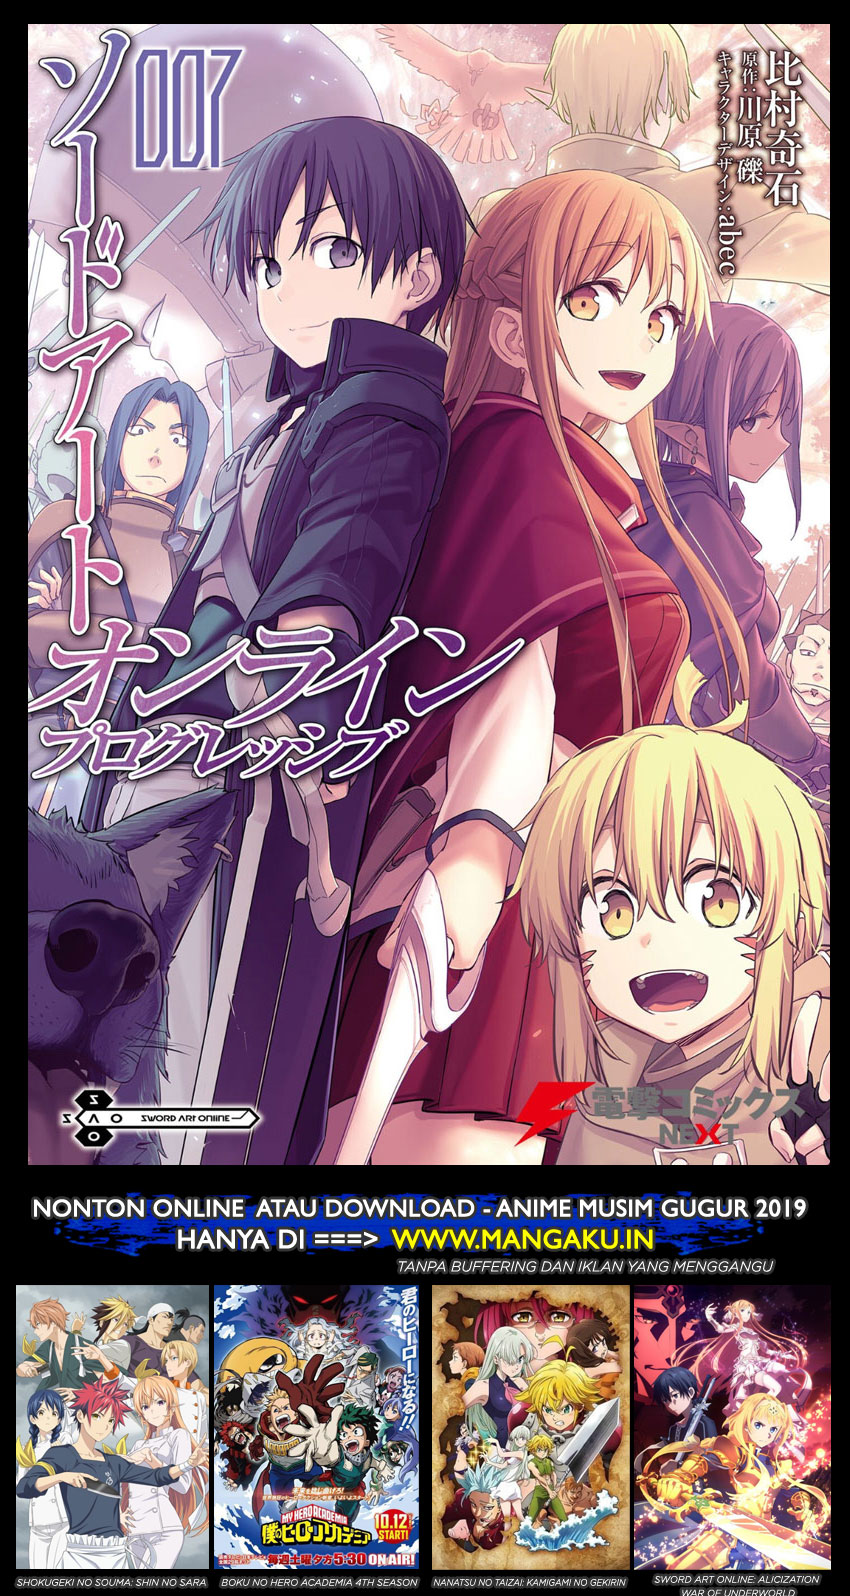 ソードアート
オンライン
プログレッシブ
007
比村奇石
原作：川原 礫
キャラクターデザイン：abec
SAO
SAO
SWORD ART ONLINE
電撃コミックス
NEXT
NONTON ONLINE ATAU DOWNLOAD - ANIME MUSIM GUGUR 2019
HANYA DI ===> WWW.MANGAKU.IN
TANPA BUFFERING DAN IKLAN YANG MENGGANGU
君のヒーローになる!!
MY HERO ACADEMIA
僕のヒーローアカデミア
10.12 START!
毎週土曜 夕方5:30 ON AIR!
SHOKUGEKI NO SOUMA: SHIN NO SARA
BOKU NO HERO ACADEMIA 4TH SEASON
NANATSU NO TAIZAI: KAMIGAMI NO GEKIRIN
SWORD ART ONLINE: ALICIZATION
WAR OF UNDERWORLD